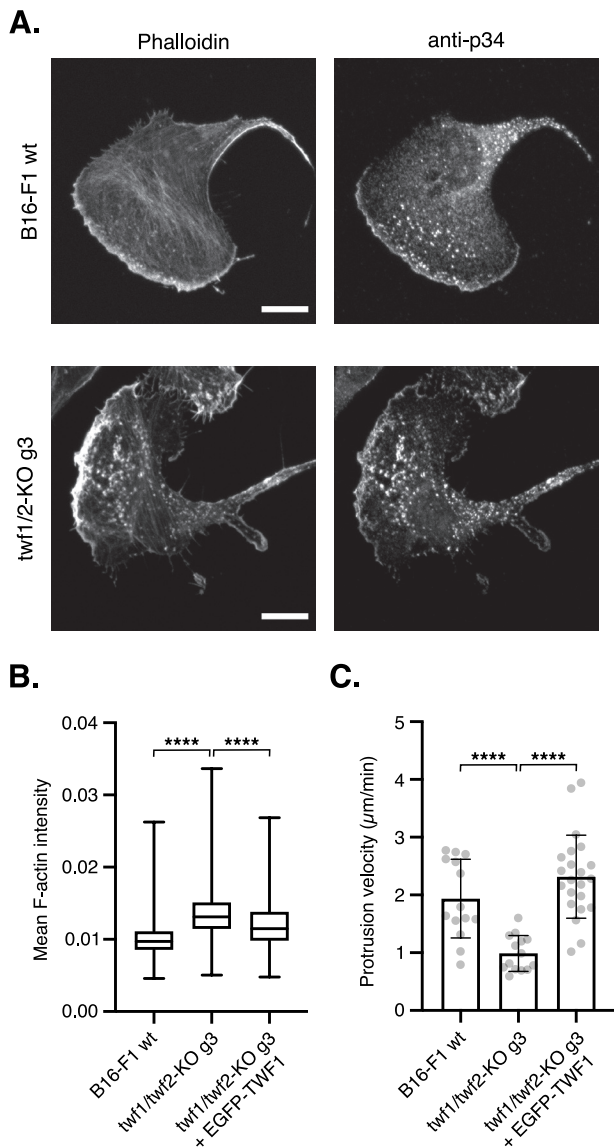 A.
Phalloidin
anti-p34
B16-F1 wt
twf1/2-KO g3
B.
Mean F-actin intensity
0.04
0.03
0.02
0.01
0.00
****
****
B16-F1 wt
twf1/twf2-KO g3
twf1/twf2-KO g3
+ EGFP-TWF1
C.
Protrusion velocity (µm/min)
5
4
3
2
1
0
****
****
B16-F1 wt
twf1/twf2-KO g3
twf1/twf2-KO g3
+ EGFP-TWF1